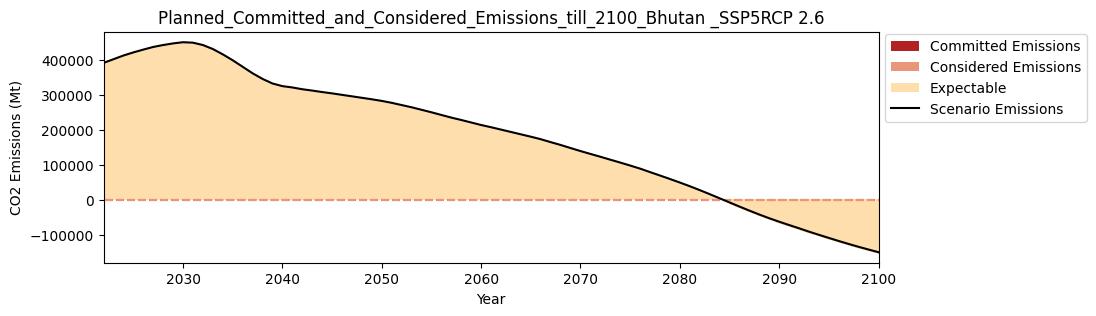 Planned_Committed_and_Considered_Emissions_till_2100_Bhutan _SSP5RCP 2.6
Committed Emissions
Considered Emissions
Expectable
Scenario Emissions
CO2 Emissions (Mt)
400000
300000
200000
100000
0
−100000
2030 2040 2050 2060 2070 2080 2090 2100
Year